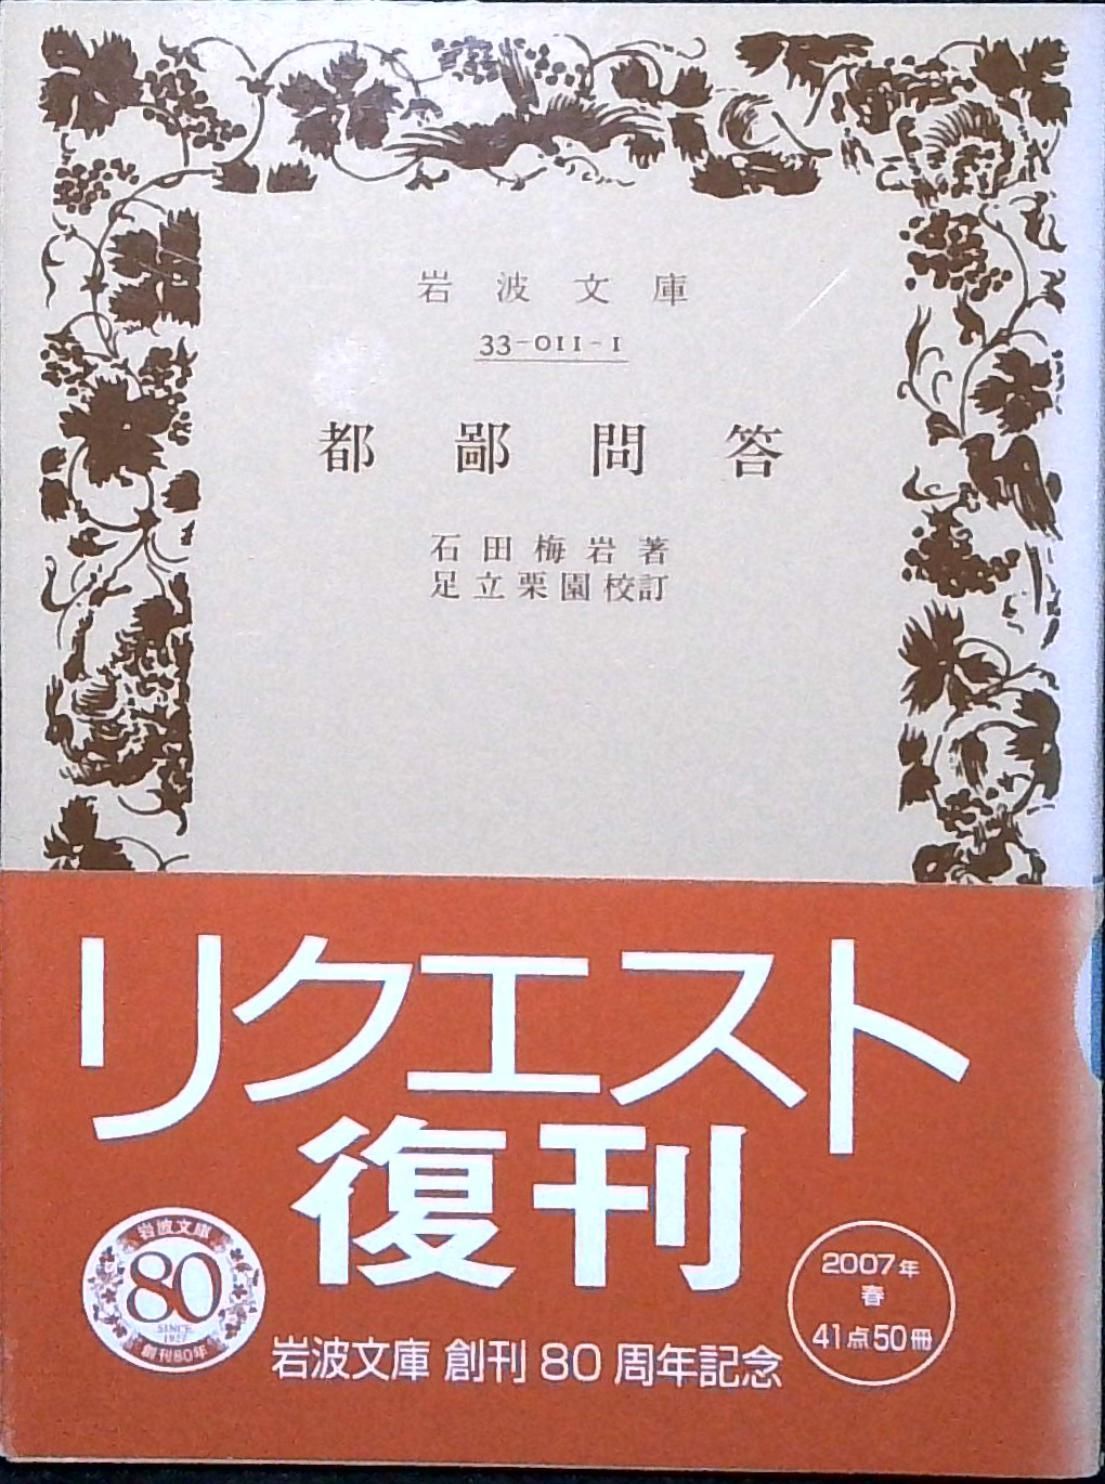 岩波文庫
33-011-1
都鄙問答
石田梅岩著
足立栗園校訂
リクエスト
復刊
岩波文庫
80
SINCE
1927
創刊80年
岩波文庫 創刊 80 周年記念
2007年
春
41点50冊